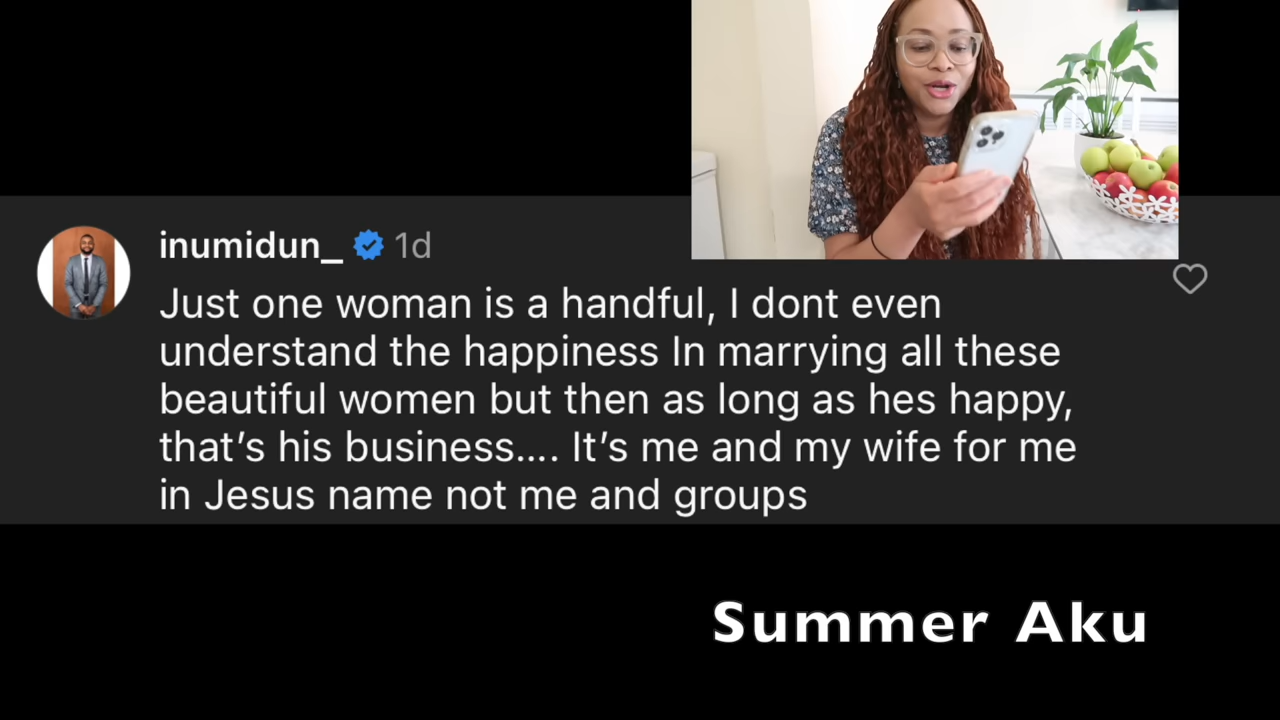 inumidun_ 1d
Just one woman is a handful, I dont even
understand the happiness In marrying all these
beautiful women but then as long as hes happy,
that’s his business.... It’s me and my wife for me
in Jesus name not me and groups
Summer Aku